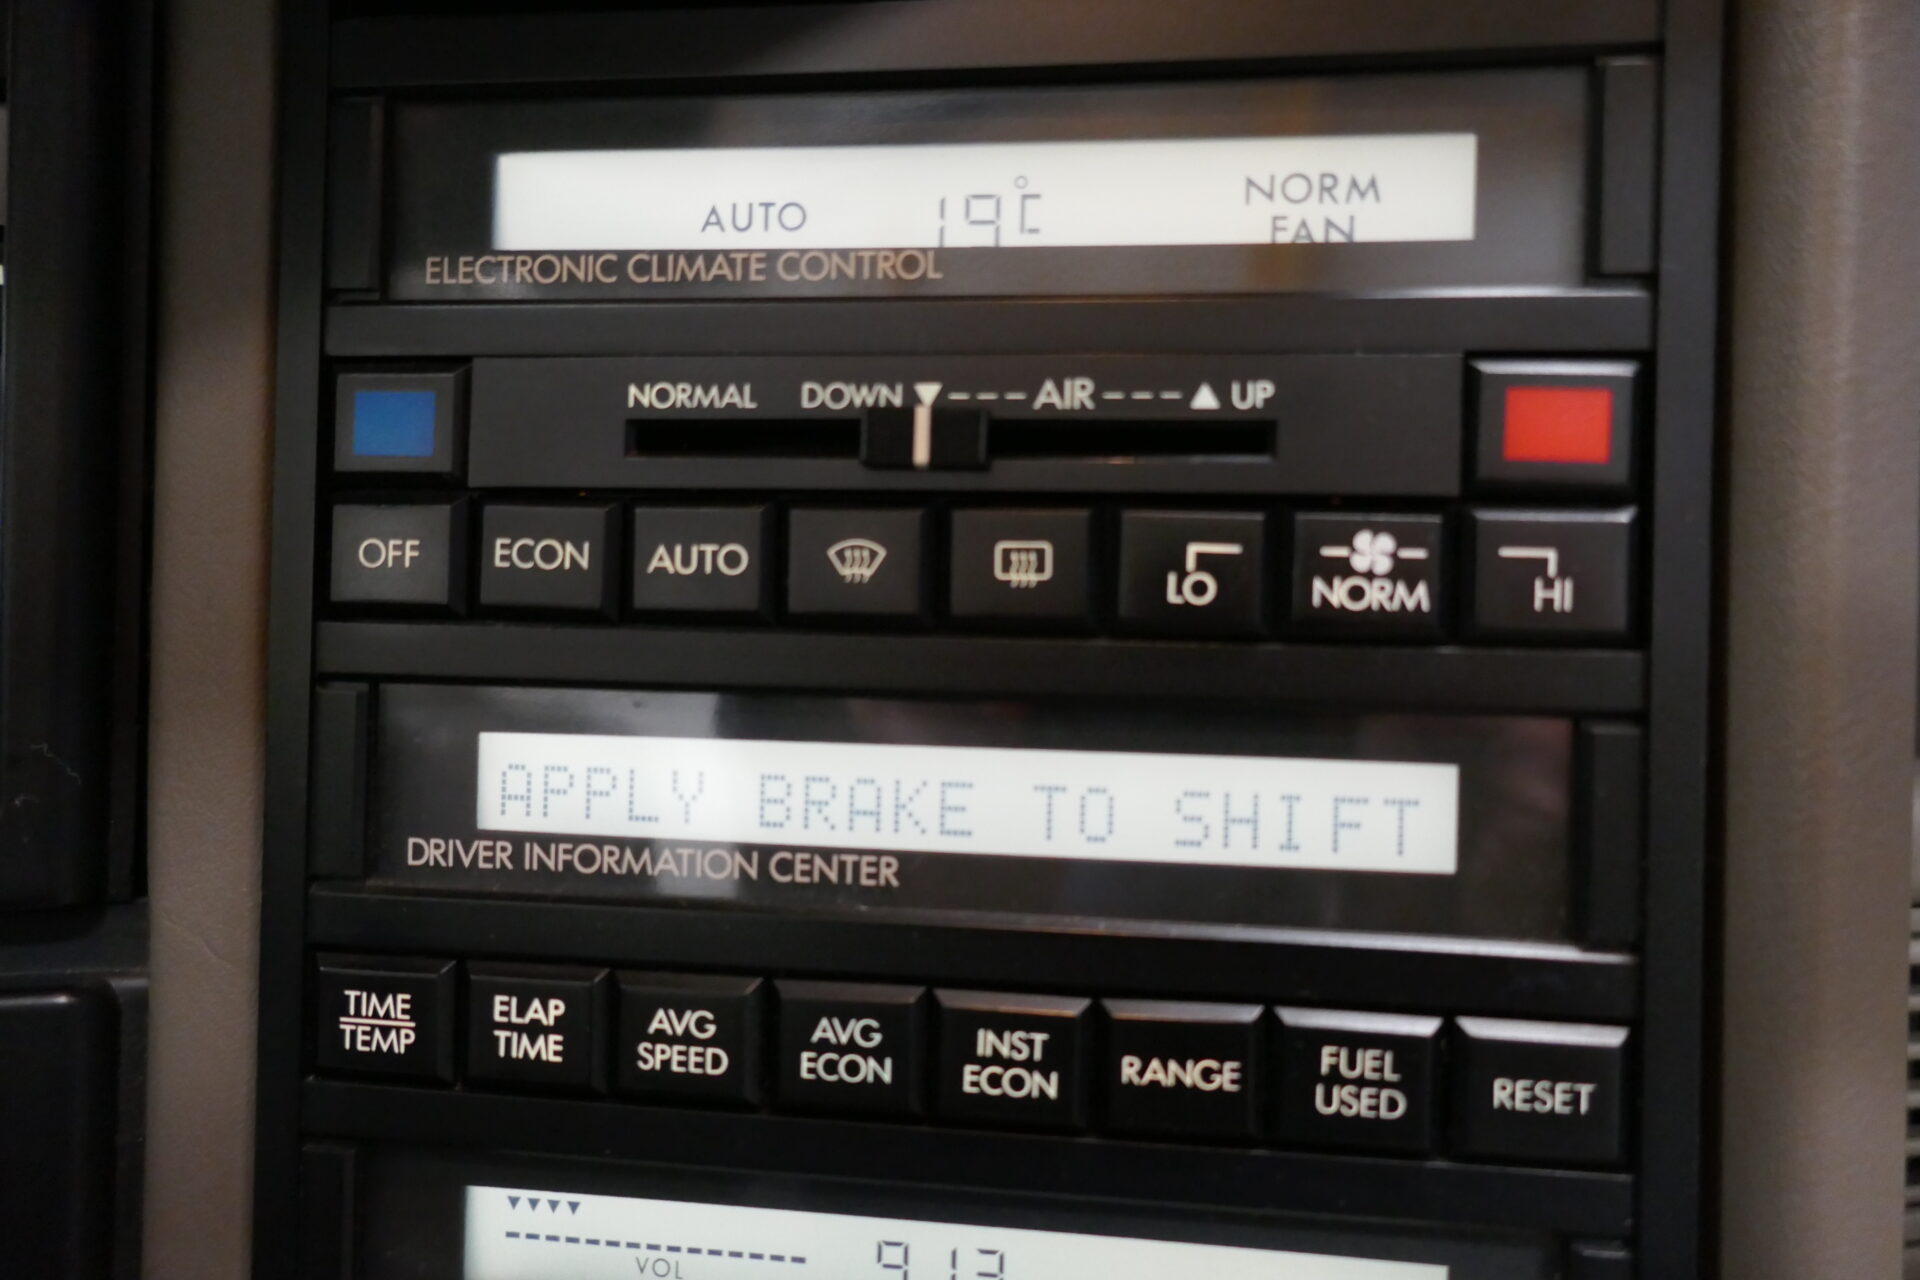 AUTO 19°C NORM
FAN
ELECTRONIC CLIMATE CONTROL
NORMAL DOWN ▼---AIR---▲ UP
OFF ECON AUTO LO NORM HI
APPLY BRAKE TO SHIFT
DRIVER INFORMATION CENTER
TIME
TEMP
ELAP
TIME
AVG
SPEED
AVG
ECON
INST
ECON
RANGE
FUEL
USED
RESET
VOL